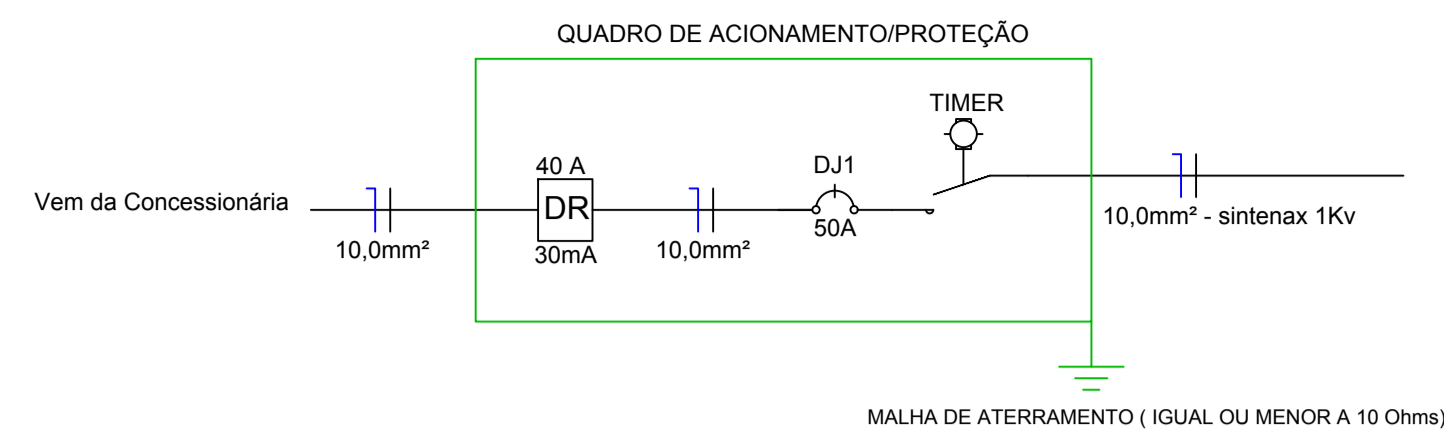 QUADRO DE ACIONAMENTO/PROTEÇÃO
TIMER
40 A
DJ1
Vem da Concessionária
DR
10,0mm²
30mA
10,0mm²
50A
10,0mm² - sintenax 1Kv
MALHA DE ATERRAMENTO ( IGUAL OU MENOR A 10 Ohms)